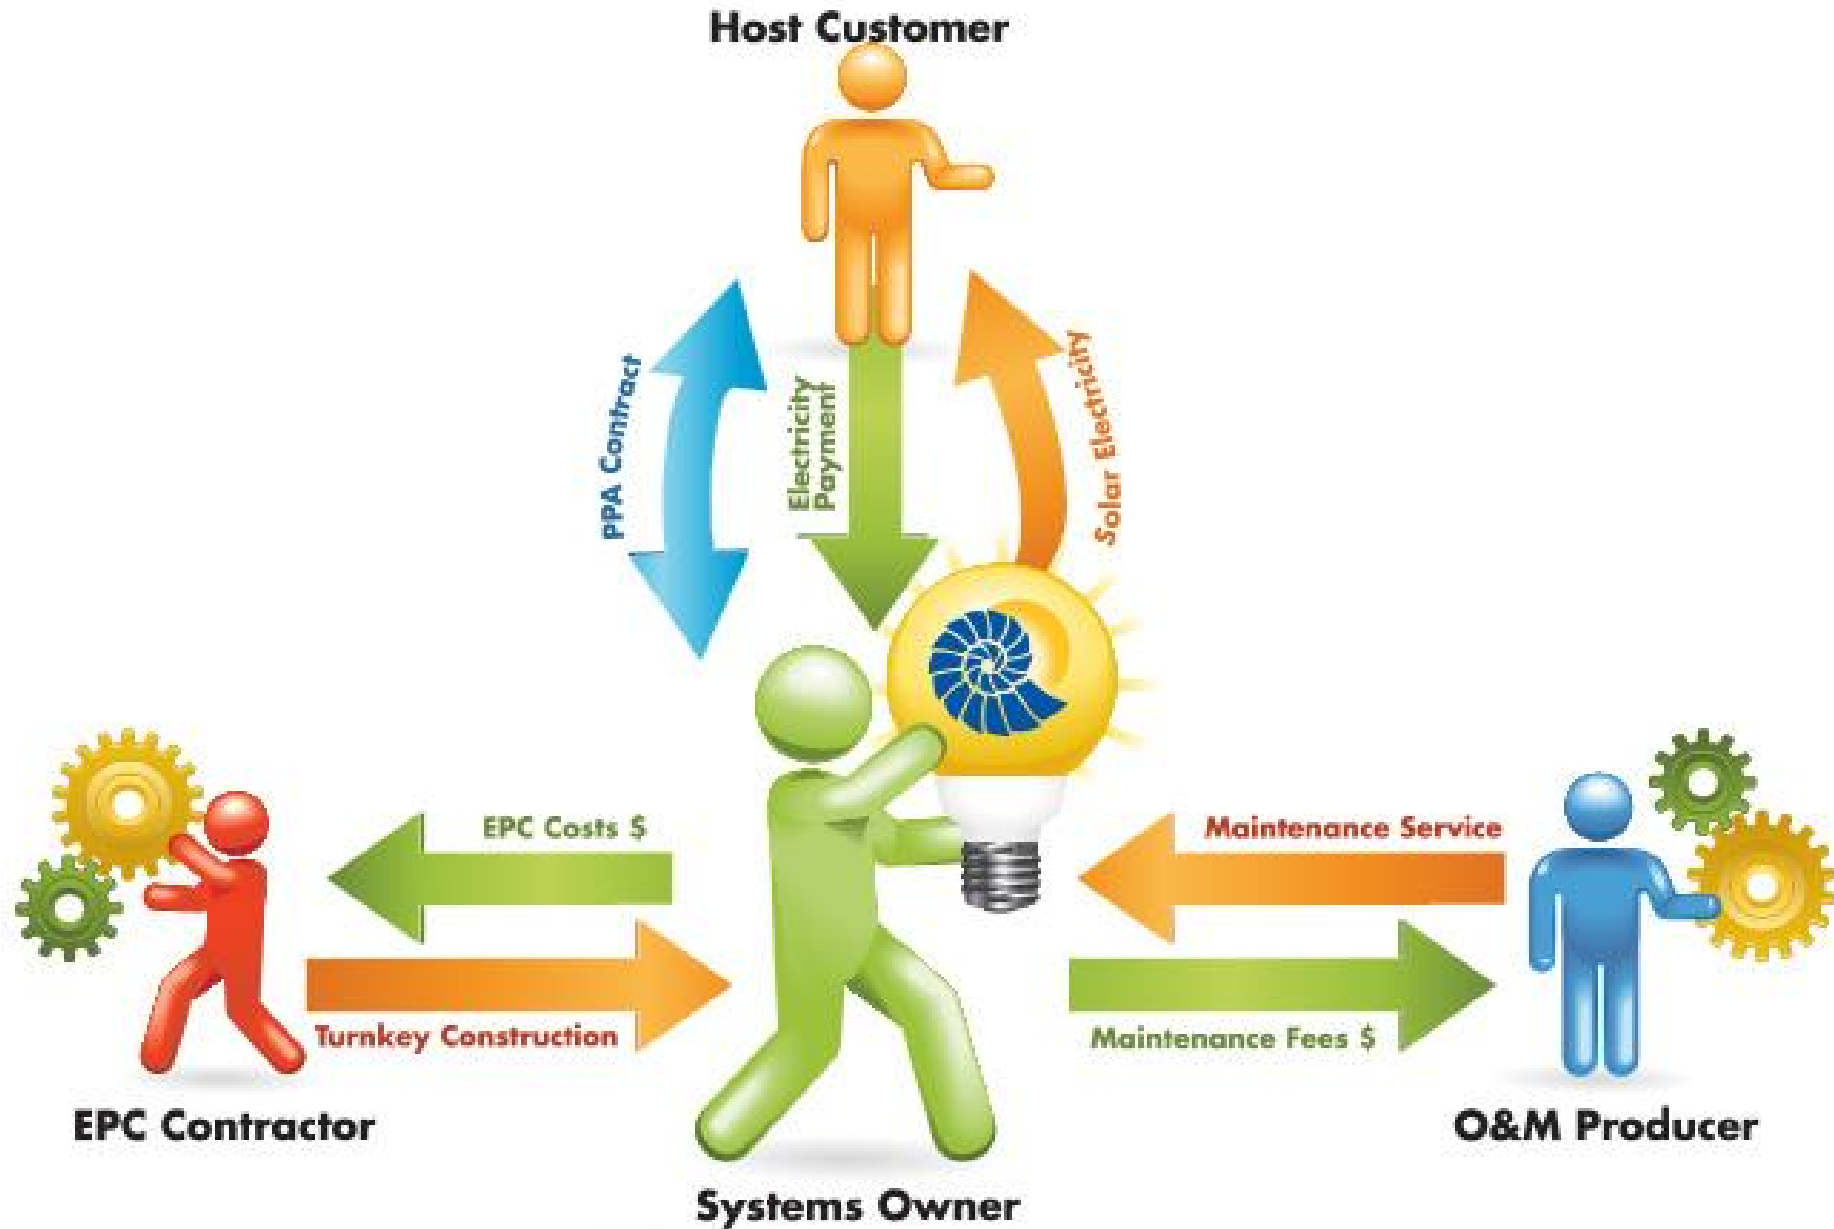 Host Customer
PPA Contract
Electricity
Payment
Solar Electricity
EPC Costs $
Maintenance Service
Turnkey Construction
Maintenance Fees $
EPC Contractor
O&M Producer
Systems Owner